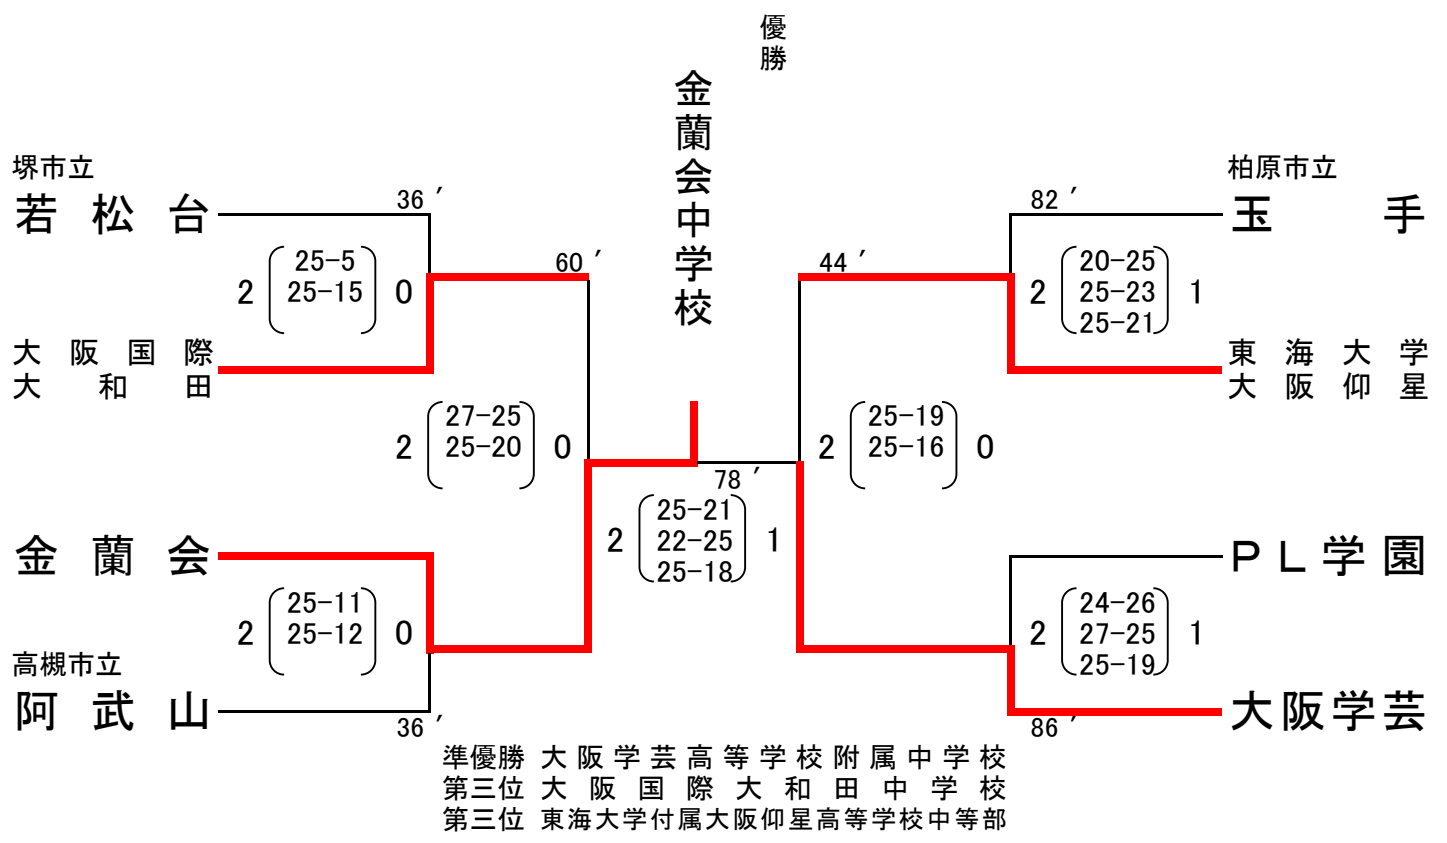 優勝
金蘭会中学校
堺市立
若松台
36 ′
2
25-5
25-15
0
大阪国際
大和田
60 ′
2
27-25
25-20
0
金蘭会
2
25-11
25-12
0
高槻市立
阿武山
36 ′
78 ′
2
25-21
22-25
25-18
1
柏原市立
玉手
82 ′
2
20-25
25-23
25-21
1
東海大学
大阪仰星
44 ′
2
25-19
25-16
0
PL学園
2
24-26
27-25
25-19
1
大阪学芸
86 ′
準優勝 大阪学芸高等学校附属中学校
第三位 大阪国際大和田中学校
第三位 東海大学付属大阪仰星高等学校中等部